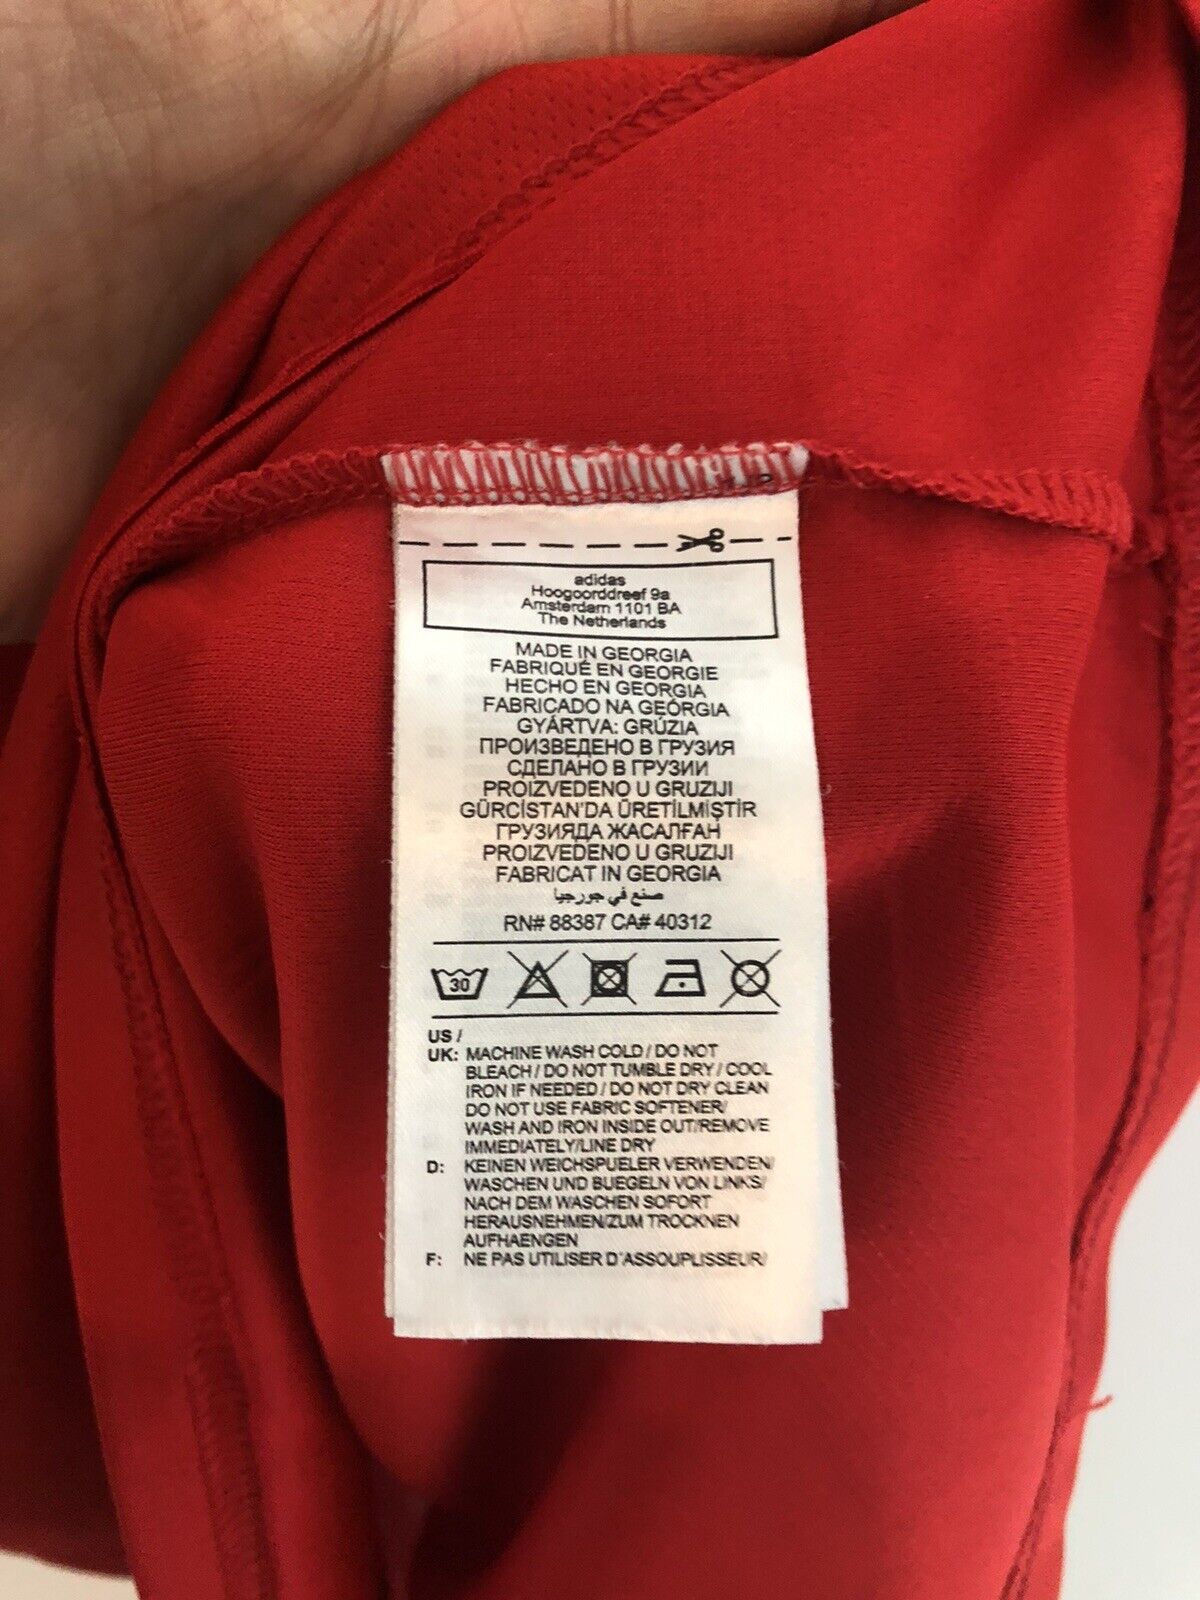 adidas
Hoogoorddreef 9a
Amsterdam 1101 BA
The Netherlands
MADE IN GEORGIA
FABRIQUÉ EN GEORGIE
HECHO EN GEORGIA
FABRICADO NA GEÓRGIA
GYÁRTVA: GRÚZIA
ПРОИЗВЕДЕНО В ГРУЗИЯ
СДЕЛАНО В ГРУЗИИ
PROIZVEDENO U GRUZIJI
GÜRCİSTAN'DA ÜRETİLMİŞTİR
ГРУЗИЯДА ЖАСАЛҒАН
PROIZVEDENO U GRUZIJI
FABRICAT IN GEORGIA
صنع في جورجيا
RN# 88387 CA# 40312
30
US /
UK: MACHINE WASH COLD / DO NOT
BLEACH / DO NOT TUMBLE DRY / COOL
IRON IF NEEDED / DO NOT DRY CLEAN
DO NOT USE FABRIC SOFTENER/
WASH AND IRON INSIDE OUT/REMOVE
IMMEDIATELY/LINE DRY
D: KEINEN WEICHSPUELER VERWENDEN/
WASCHEN UND BUEGELN VON LINKS/
NACH DEM WASCHEN SOFORT
HERAUSNEHMEN/ZUM TROCKNEN
AUFHAENGEN
F: NE PAS UTILISER D'ASSOUPLISSEUR/